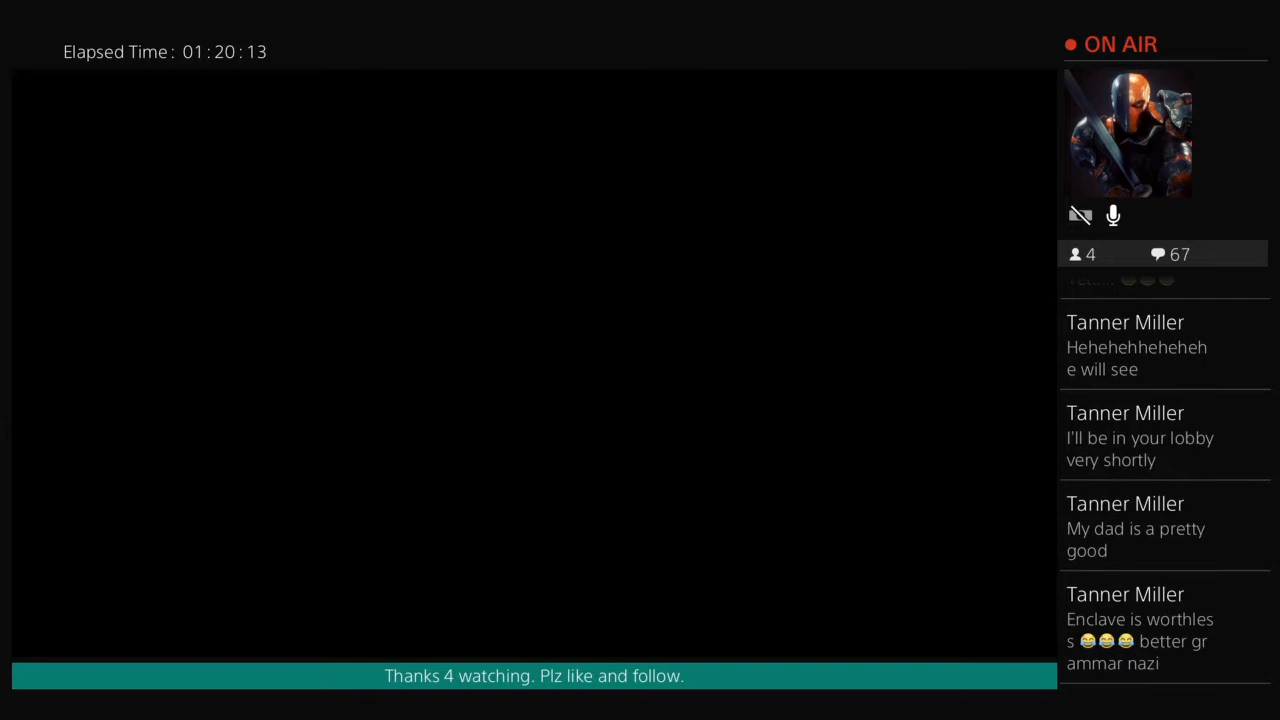 Elapsed Time: 01:20:13
ON AIR
4 67
Tanner Miller
Hehehehheheheh
e will see
Tanner Miller
I'll be in your lobby
very shortly
Tanner Miller
My dad is a pretty
good
Tanner Miller
Enclave is worthles
s 😂😂😂 better gr
ammar nazi
Thanks 4 watching. Plz like and follow.